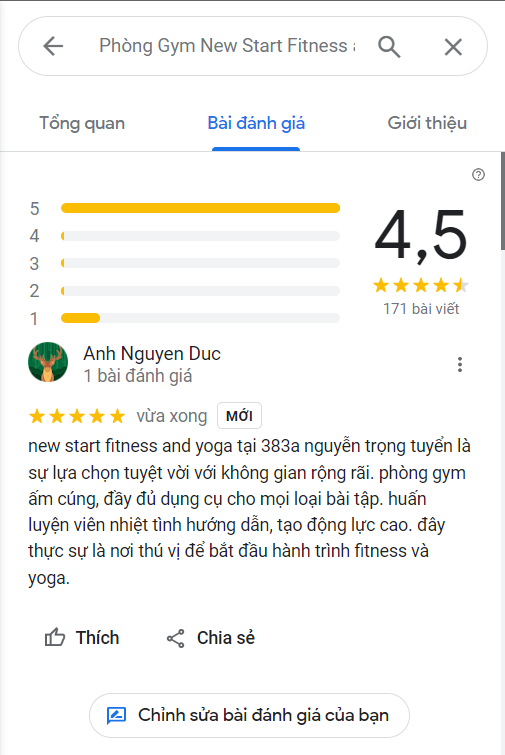 Phòng Gym New Start Fitness
Tổng quan
Bài đánh giá
Giới thiệu
5
4
3
2
1
4,5
171 bài viết
Anh Nguyen Duc
1 bài đánh giá
vừa xong MỚI
new start fitness and yoga tại 383a nguyễn trọng tuyển là
sự lựa chọn tuyệt vời với không gian rộng rãi. phòng gym
ấm cúng, đầy đủ dụng cụ cho mọi loại bài tập. huấn
luyện viên nhiệt tình hướng dẫn, tạo động lực cao. đây
thực sự là nơi thú vị để bắt đầu hành trình fitness và
yoga.
Thích
Chia sẻ
Chỉnh sửa bài đánh giá của bạn